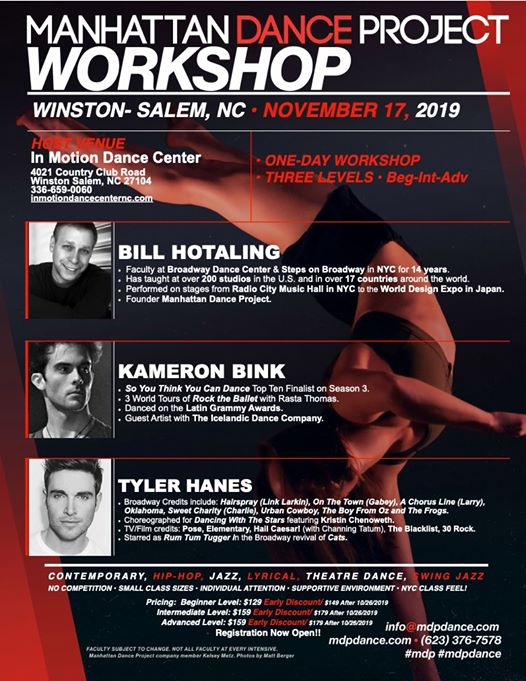 MANHATTAN DANCE PROJECT
WORKSHOP
WINSTON- SALEM, NC • NOVEMBER 17, 2019
HOST VENUE
In Motion Dance Center
4021 Country Club Road
Winston Salem, NC 27104
336-659-0060
inmotiondancecenternc.com
• ONE-DAY WORKSHOP
• THREE LEVELS • Beg-Int-Adv
BILL HOTALING
• Faculty at Broadway Dance Center & Steps on Broadway in NYC for 14 years.
• Has taught at over 200 studios in the U.S. and in over 17 countries around the world.
• Performed on stages from Radio City Music Hall in NYC to the World Design Expo in Japan.
• Founder Manhattan Dance Project.
KAMERON BINK
• So You Think You Can Dance Top Ten Finalist on Season 3.
• 3 World Tours of Rock the Ballet with Rasta Thomas.
• Danced on the Latin Grammy Awards.
• Guest Artist with The Icelandic Dance Company.
TYLER HANES
• Broadway Credits include: Hairspray (Link Larkin), On The Town (Gabey), A Chorus Line (Larry),
Oklahoma, Sweet Charity (Charlie), Urban Cowboy, The Boy From Oz and The Frogs.
• Choreographed for Dancing With The Stars featuring Kristin Chenoweth.
• TV/Film credits: Pose, Elementary, Hail Caesar! (with Channing Tatum), The Blacklist, 30 Rock.
• Starred as Rum Tum Tugger in the Broadway revival of Cats.
CONTEMPORARY, HIP-HOP, JAZZ, LYRICAL, THEATRE DANCE, SWING JAZZ
NO COMPETITION • SMALL CLASS SIZES • INDIVIDUAL ATTENTION • SUPPORTIVE ENVIRONMENT • NYC CLASS FEEL!
Pricing: Beginner Level: $129 Early Discount/ $149 After 10/26/2019
Intermediate Level: $159 Early Discount/ $179 After 10/26/2019
Advanced Level: $159 Early Discount/ $179 After 10/26/2019
Registration Now Open!!
info@mdpdance.com
mdpdance.com • (623) 376-7578
#mdp #mdpdance
FACULTY SUBJECT TO CHANGE. NOT ALL FACULTY AT EVERY INTENSIVE.
Manhattan Dance Project company member Kelsey Metz. Photos by Matt Berger